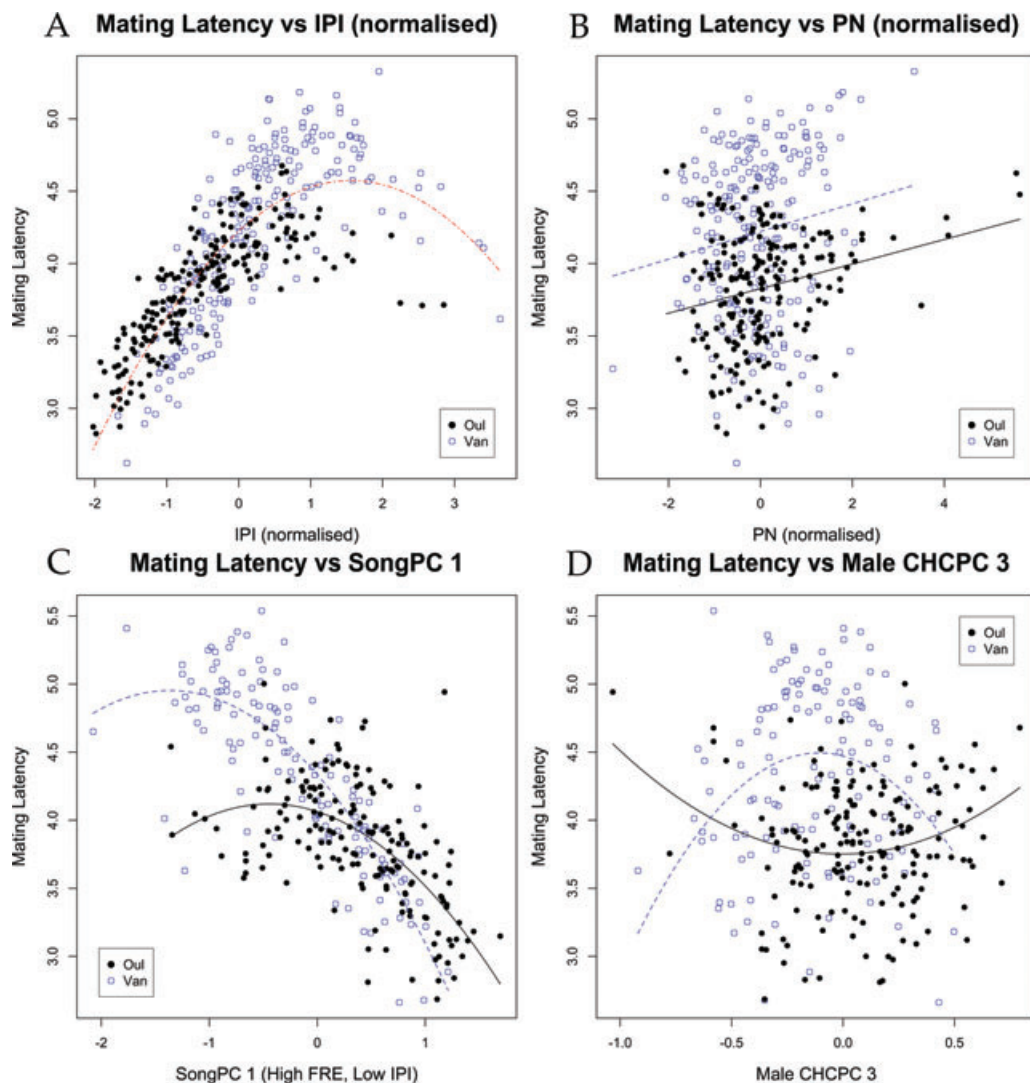 A Mating Latency vs IPI (normalised)
Mating Latency
5.0
4.5
4.0
3.5
3.0
Oul
Van
-2 -1 0 1 2 3
IPI (normalised)
B Mating Latency vs PN (normalised)
Mating Latency
5.0
4.5
4.0
3.5
3.0
Oul
Van
-2 0 2 4
PN (normalised)
C Mating Latency vs SongPC 1
Mating Latency
5.5
5.0
4.5
4.0
3.5
3.0
Oul
Van
-2 -1 0 1
SongPC 1 (High FRE, Low IPI)
D Mating Latency vs Male CHCPC 3
Mating Latency
5.5
5.0
4.5
4.0
3.5
3.0
Oul
Van
-1.0 -0.5 0.0 0.5
Male CHCPC 3